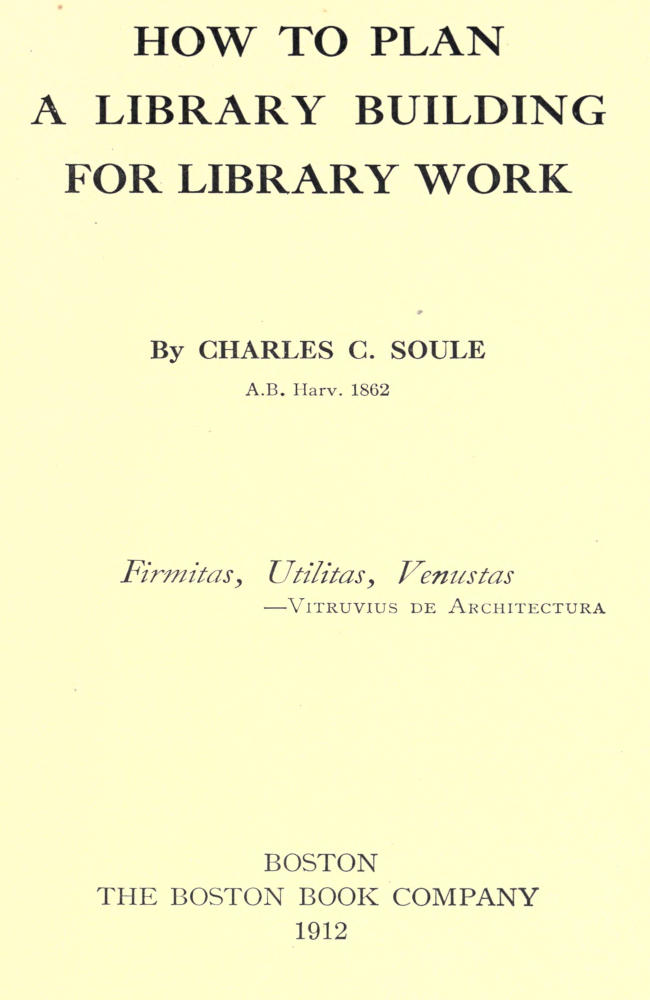 HOW TO PLAN
A LIBRARY BUILDING
FOR LIBRARY WORK
By CHARLES C. SOULE
A.B. Harv. 1862
Firmitas, Utilitas, Venustas
—VITRUVIUS DE ARCHITECTURA
BOSTON
THE BOSTON BOOK COMPANY
1912